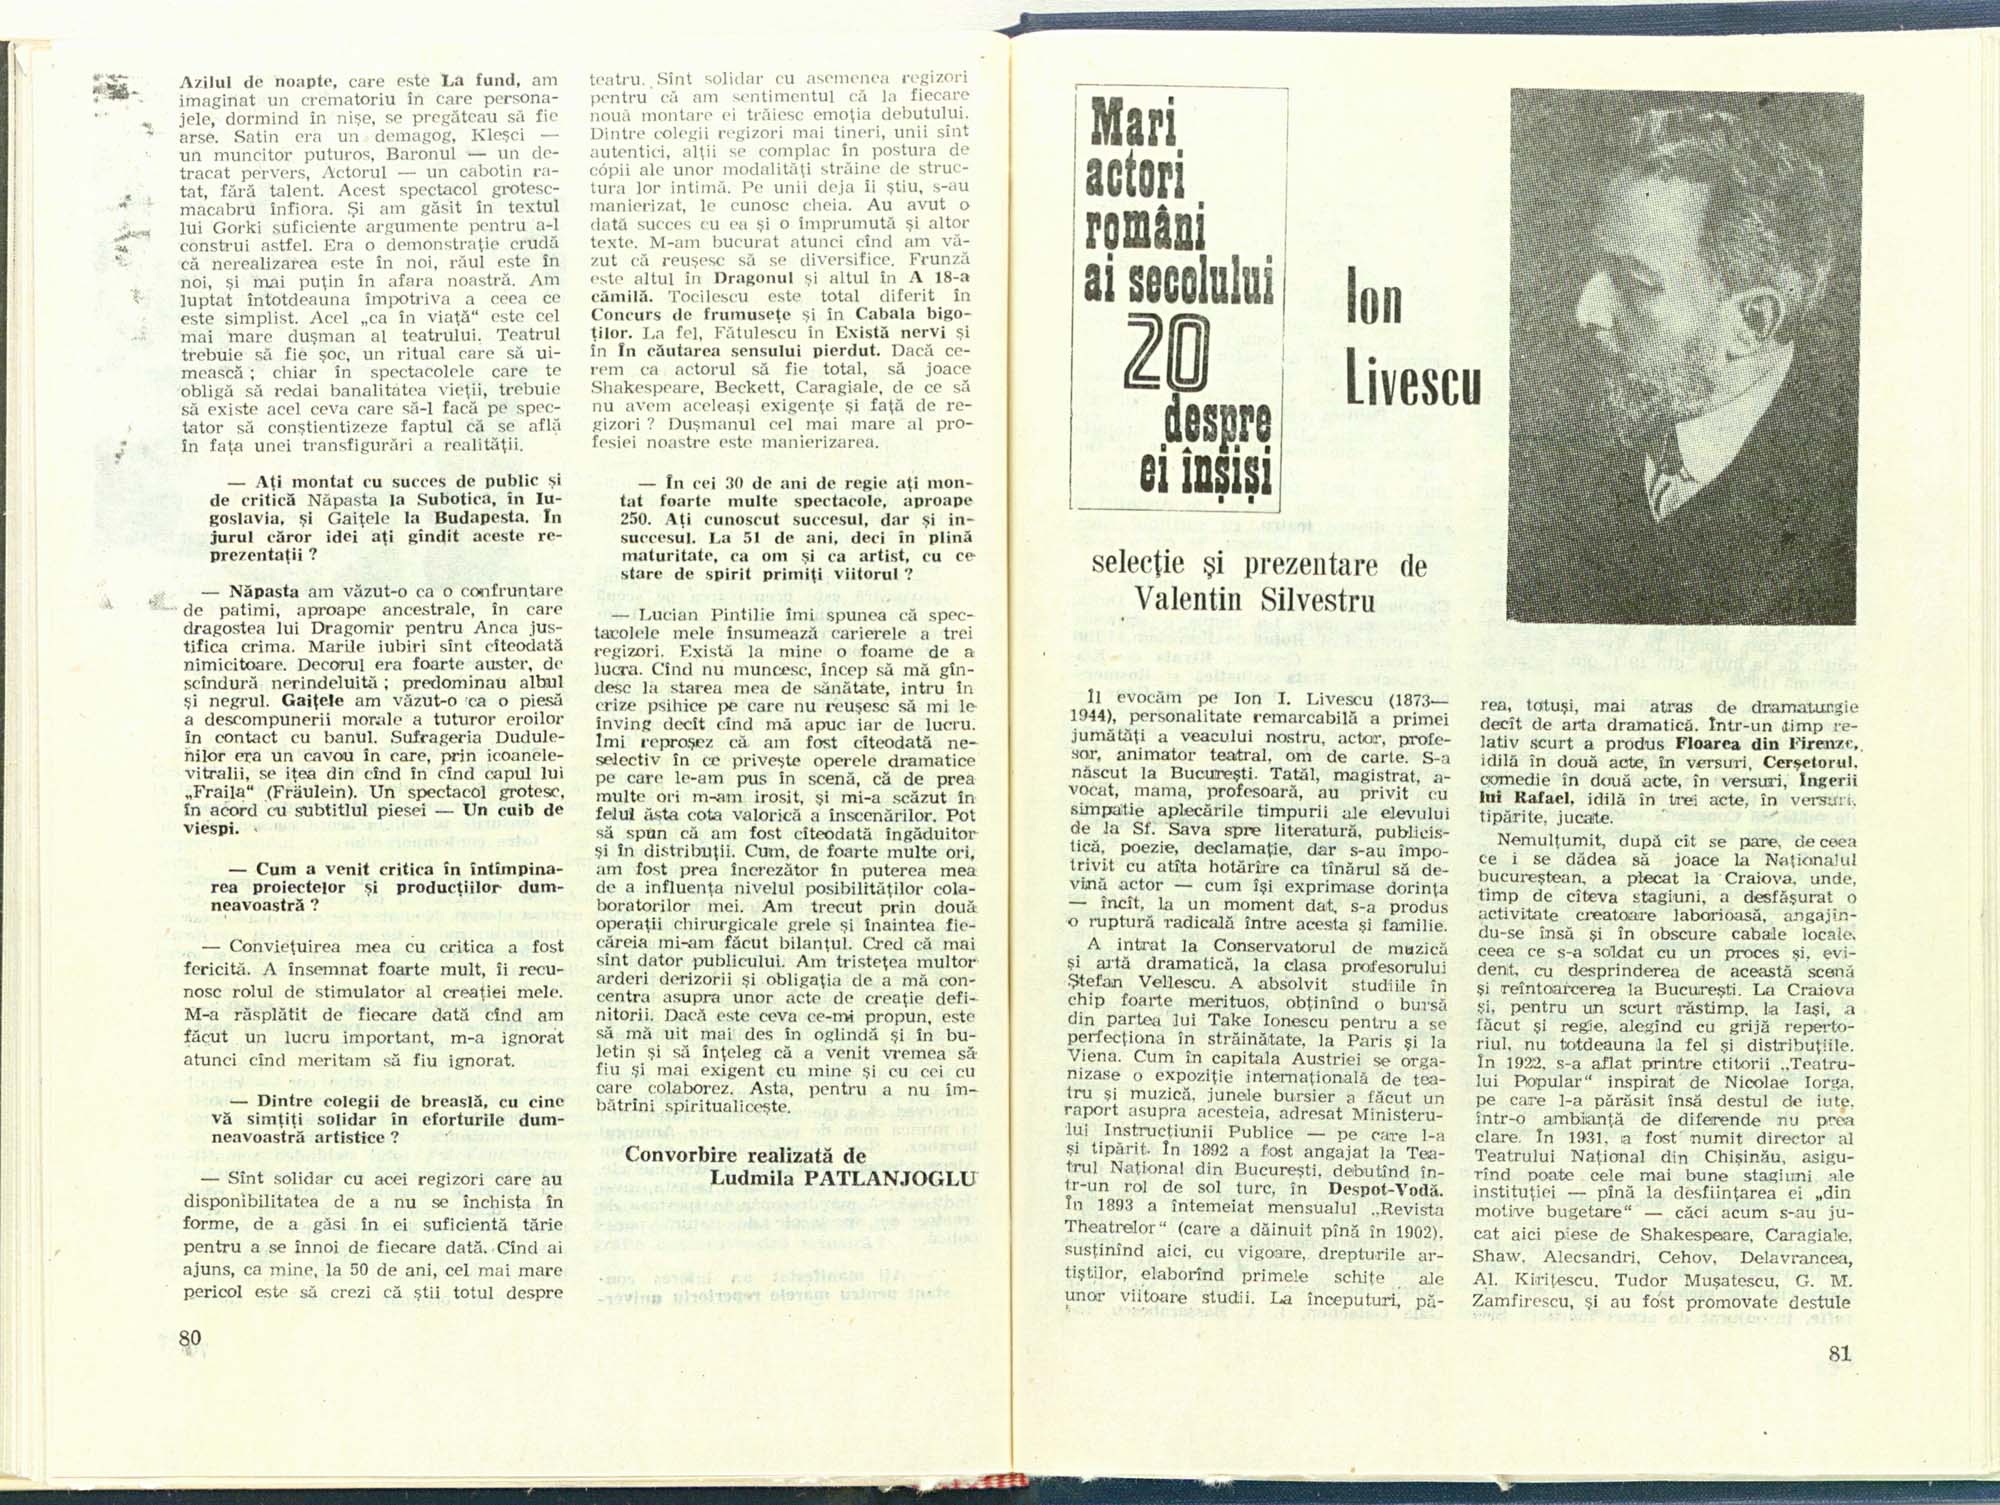 Azilul de noapte, care este La fund, am
imaginat un crematoriu în care persona-
jele, dormind în nișe, se pregăteau să fie
arse. Satin era un demagog, Kleșci —
un muncitor puturos, Baronul — un de-
tracat pervers, Actorul — un cabotin ra-
tat, fără talent. Acest spectacol grotesc-
macabru înfiora. Și am găsit în textul
lui Gorki suficiente argumente pentru a-l
construi astfel. Era o demonstrație crudă
că nerealizarea este în noi, răul este în
noi, și mai puțin în afara noastră. Am
luptat întotdeauna împotriva a ceea ce
este simplist. Acel „ca în viață“ este cel
mai mare dușman al teatrului. Teatrul
trebuie să fie șoc, un ritual care să ui-
mească ; chiar în spectacolele care te
obligă să redai banalitatea vieții, trebuie
să existe acel ceva care să-l facă pe spec-
tator să conștientizeze faptul că se află
în fața unei transfigurări a realității.
— Ați montat cu succes de public și
de critică Năpasta la Subotica, în Iu-
goslavia, și Gaițele la Budapesta. În
jurul căror idei ați gîndit aceste re-
prezentații ?
— Năpasta am văzut-o ca o confruntare
de patimi, aproape ancestrale, în care
dragostea lui Dragomir pentru Anca jus-
tifica crima. Marile iubiri sînt cîteodată
nimicitoare. Decorul era foarte auster, de
scîndură nerindeluită ; predominau albul
și negrul. Gaițele am văzut-o ca o piesă
a descompunerii morale a tuturor eroilor
în contact cu banul. Sufrageria Dudule-
nilor era un cavou în care, prin icoanele-
vitralii, se ițea din cînd în cînd capul lui
„Fraila“ (Fräulein). Un spectacol grotesc,
în acord cu subtitlul piesei — Un cuib de
viespi.
— Cum a venit critica în întîmpina-
rea proiectelor și producțiilor dum-
neavoastră ?
— Conviețuirea mea cu critica a fost
fericită. A însemnat foarte mult, îi recu-
nosc rolul de stimulator al creației mele.
M-a răsplătit de fiecare dată cînd am
făcut un lucru important, m-a ignorat
atunci cînd meritam să fiu ignorat.
— Dintre colegii de breaslă, cu cine
vă simțiți solidar în eforturile dum-
neavoastră artistice ?
— Sînt solidar cu acei regizori care au
disponibilitatea de a nu se închista în
forme, de a găsi în ei suficientă tărie
pentru a se înnoi de fiecare dată. Cînd ai
ajuns, ca mine, la 50 de ani, cel mai mare
pericol este să crezi că știi totul despre
teatru. Sînt solidar cu asemenea regizori
pentru că am sentimentul că la fiecare
nouă montare ei trăiesc emoția debutului.
Dintre colegii regizori mai tineri, unii sînt
autentici, alții se complac în postura de
cópii ale unor modalități străine de struc-
tura lor intimă. Pe unii deja îi știu, s-au
manierizat, le cunosc cheia. Au avut o
dată succes cu ea și o împrumută și altor
texte. M-am bucurat atunci cînd am vă-
zut că reușesc să se diversifice. Frunză
este altul în Dragonul și altul în A 18-a
cămilă. Tocilescu este total diferit în
Concurs de frumusețe și în Cabala bigo-
ților. La fel, Fătulescu în Există nervi și
în În căutarea sensului pierdut. Dacă ce-
rem ca actorul să fie total, să joace
Shakespeare, Beckett, Caragiale, de ce să
nu avem aceleași exigențe și față de re-
gizori ? Dușmanul cel mai mare al pro-
fesiei noastre este manierizarea.
— În cei 30 de ani de regie ați mon-
tat foarte multe spectacole, aproape
250. Ați cunoscut succesul, dar și in-
succesul. La 51 de ani, deci în plină
maturitate, ca om și ca artist, cu ce
stare de spirit primiți viitorul ?
— Lucian Pintilie îmi spunea că spec-
tacolele mele însumează carierele a trei
regizori. Există la mine o foame de a
lucra. Cînd nu muncesc, încep să mă gîn-
desc la starea mea de sănătate, intru în
crize psihice pe care nu reușesc să mi le
înving decît cînd mă apuc iar de lucru.
Îmi reproșez că am fost cîteodată ne-
selectiv în ce privește operele dramatice
pe care le-am pus în scenă, că de prea
multe ori m-am irosit, și mi-a scăzut în
felul ăsta cota valorică a înscenărilor. Pot
să spun că am fost cîteodată îngăduitor
și în distribuții. Cum, de foarte multe ori,
am fost prea încrezător în puterea mea
de a influența nivelul posibilităților cola-
boratorilor mei. Am trecut prin două
operații chirurgicale grele și înaintea fie-
căreia mi-am făcut bilanțul. Cred că mai
sînt dator publicului. Am tristețea multor
arderi derizorii și obligația de a mă con-
centra asupra unor acte de creație defi-
nitorii. Dacă este ceva ce-mi propun, este
să mă uit mai des în oglindă și în bu-
letin și să înțeleg că a venit vremea să
fiu și mai exigent cu mine și cu cei cu
care colaborez. Asta, pentru a nu îm-
bătrîni spiritualicește.
Convorbire realizată de
Ludmila PATLANJOGLU
80
Mari
actori
români
ai secolului
20
despre
ei înșiși
Ion
Livescu
selecție și prezentare de
Valentin Silvestru
Îl evocăm pe Ion I. Livescu (1873—
1944), personalitate remarcabilă a primei
jumătăți a veacului nostru, actor, profe-
sor, animator teatral, om de carte. S-a
născut la București. Tatăl, magistrat, a-
vocat, mama, profesoară, au privit cu
simpatie aplecările timpurii ale elevului
de la Sf. Sava spre literatură, publicis-
tică, poezie, declamație, dar s-au împo-
trivit cu atîta hotărîre ca tînărul să de-
vină actor — cum își exprimase dorința
— încît, la un moment dat, s-a produs
o ruptură radicală între acesta și familie.
A intrat la Conservatorul de muzică
și artă dramatică, la clasa profesorului
Ștefan Vellescu. A absolvit studiile în
chip foarte merituos, obținînd o bursă
din partea lui Take Ionescu pentru a se
perfecționa în străinătate, la Paris și la
Viena. Cum în capitala Austriei se orga-
nizase o expoziție internațională de tea-
tru și muzică, junele bursier a făcut un
raport asupra acesteia, adresat Ministeru-
lui Instrucțiunii Publice — pe care l-a
și tipărit. În 1892 a fost angajat la Tea-
trul Național din București, debutînd în-
tr-un rol de sol turc, în Despot-Vodă.
În 1893 a întemeiat mensualul „Revista
Theatrelor“ (care a dăinuit pînă în 1902),
susținînd aici, cu vigoare, drepturile ar-
tiștilor, elaborînd primele schițe ale
unor viitoare studii. La începuturi, pă-
rea, totuși, mai atras de dramaturgie
decît de arta dramatică. Într-un timp re-
lativ scurt a produs Floarea din Firenze,
idilă în două acte, în versuri, Cerșetorul,
comedie în două acte, în versuri, Îngerii
lui Rafael, idilă în trei acte, în versuri,
tipărite, jucate.
Nemulțumit, după cît se pare, de ceea
ce i se dădea să joace la Naționalul
bucureștean, a plecat la Craiova, unde,
timp de cîteva stagiuni, a desfășurat o
activitate creatoare laborioasă, angajîn-
du-se însă și în obscure cabale locale,
ceea ce s-a soldat cu un proces și, evi-
dent, cu desprinderea de această scenă
și reîntoarcerea la București. La Craiova
și, pentru un scurt răstimp, la Iași, a
făcut și regie, alegînd cu grijă reperto-
riul, nu totdeauna la fel și distribuțiile.
În 1922, s-a aflat printre ctitorii „Teatru-
lui Popular“ inspirat de Nicolae Iorga,
pe care l-a părăsit însă destul de iute,
într-o ambianță de diferende nu prea
clare. În 1931, a fost numit director al
Teatrului Național din Chișinău, asigu-
rînd poate cele mai bune stagiuni ale
instituției — pînă la desființarea ei „din
motive bugetare“ — căci acum s-au ju-
cat aici piese de Shakespeare, Caragiale,
Shaw, Alecsandri, Cehov, Delavrancea,
Al. Kirițescu, Tudor Mușatescu, G. M.
Zamfirescu, și au fost promovate destule
81